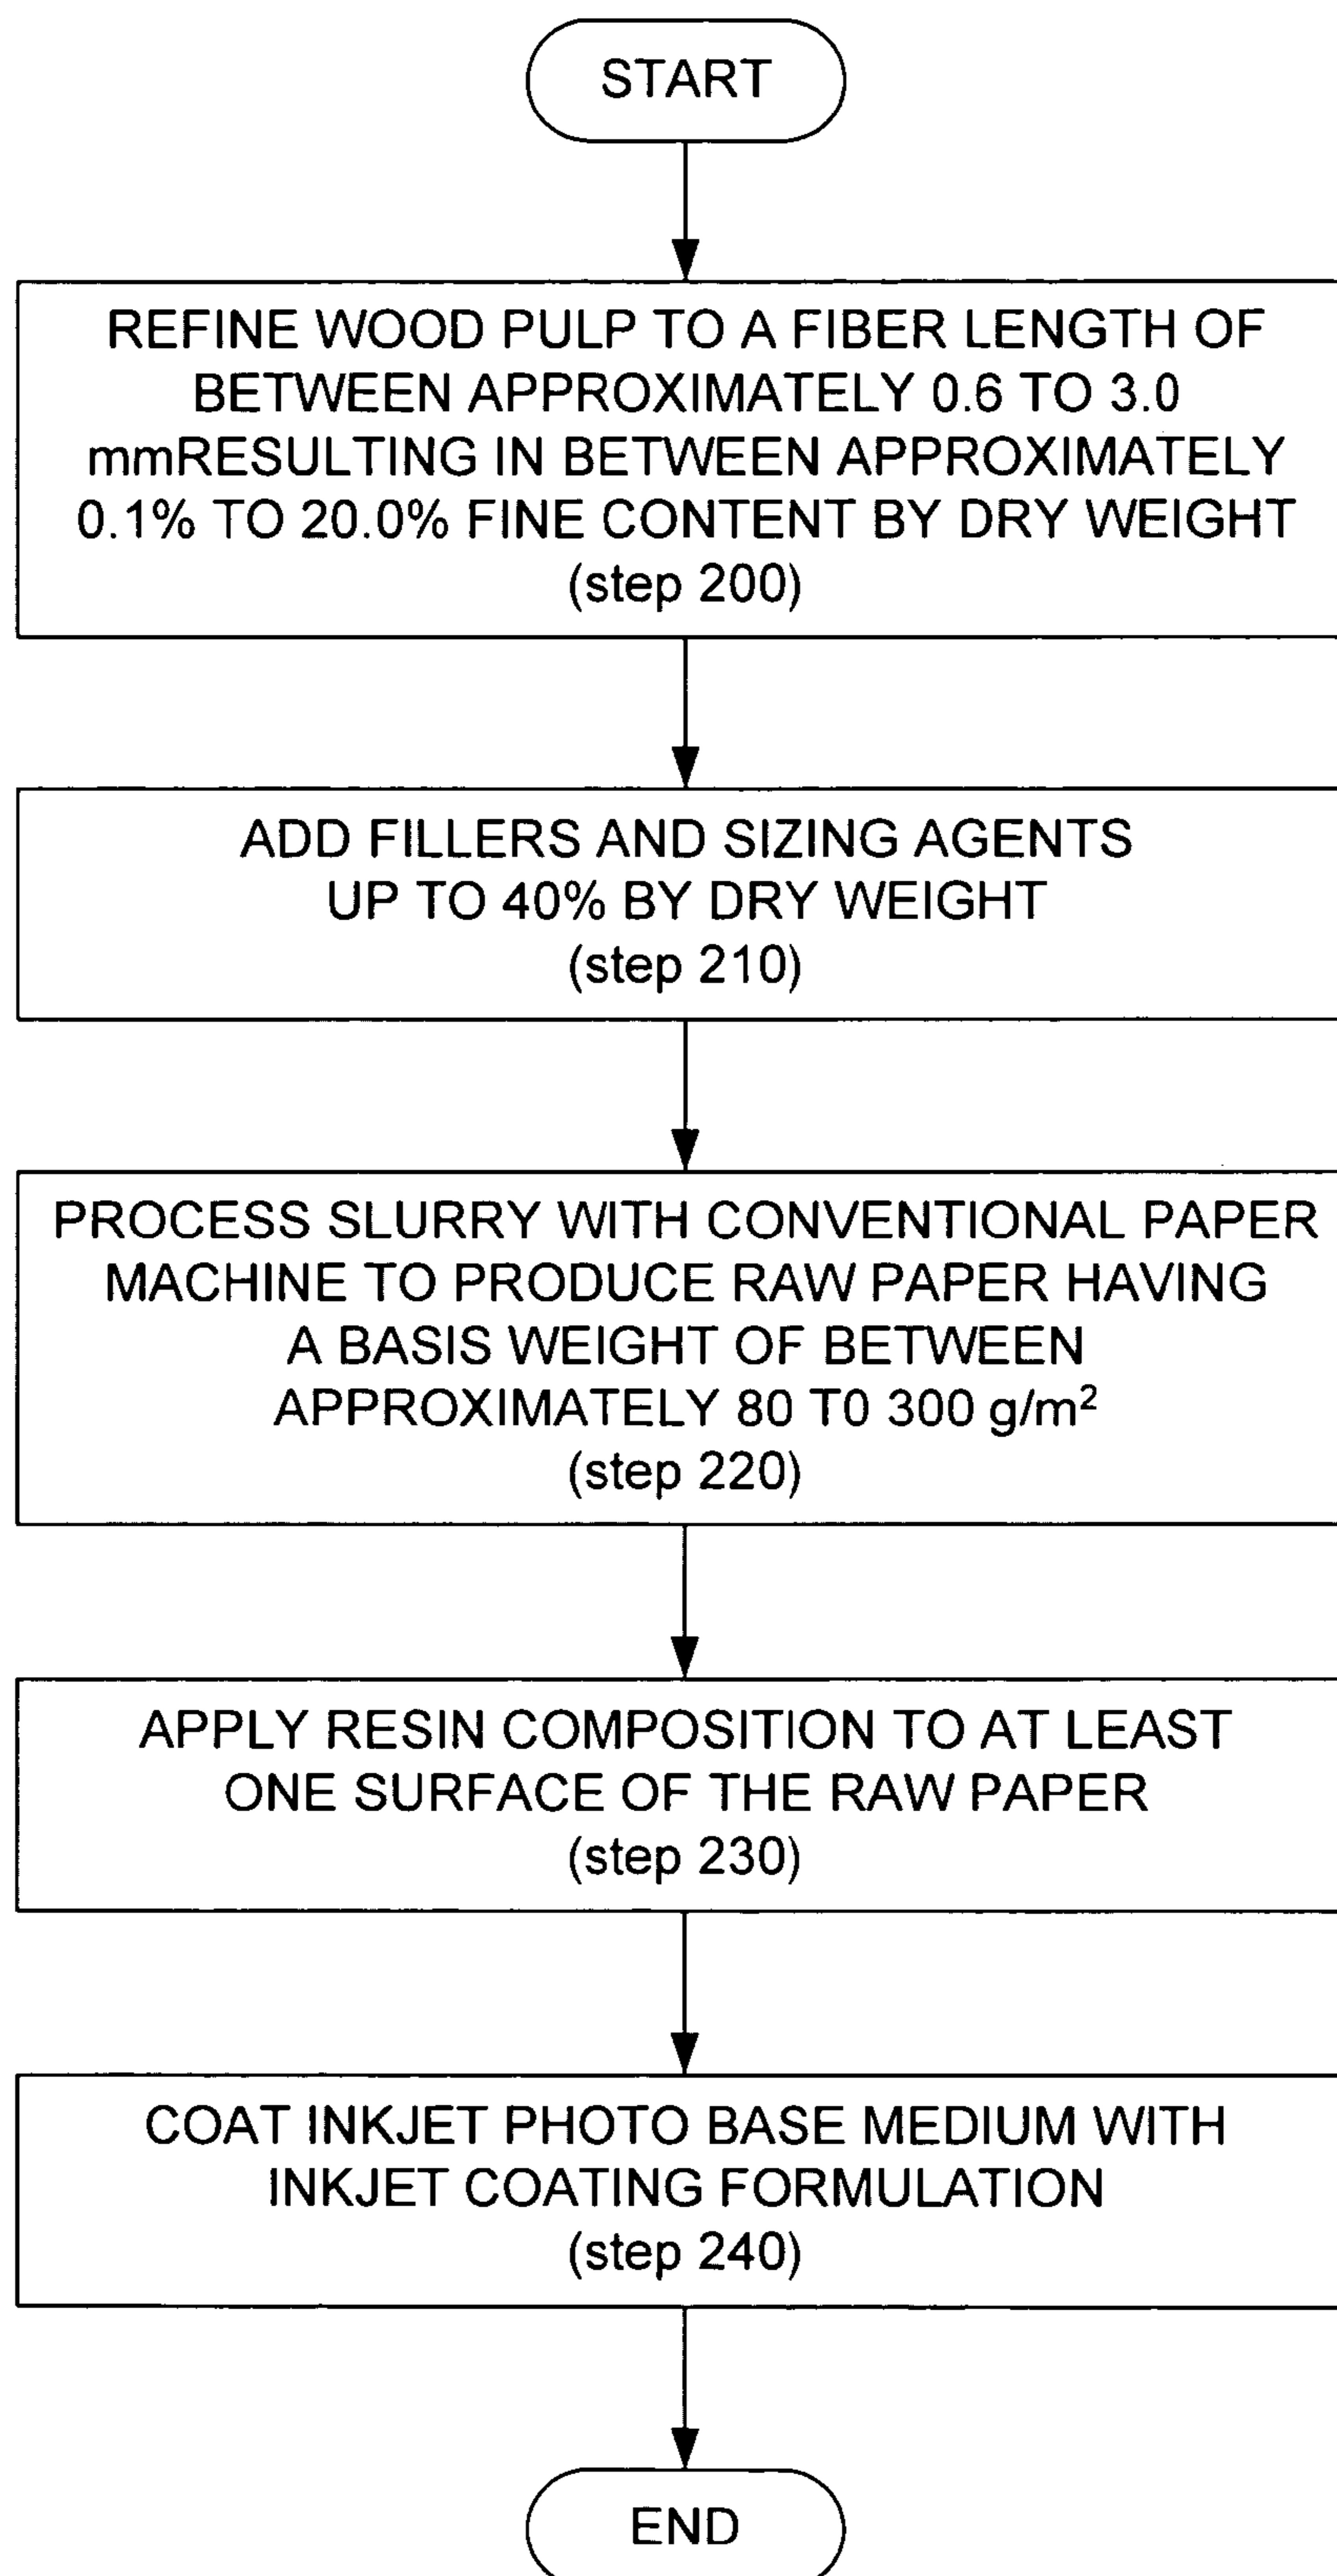 START
REFINE WOOD PULP TO A FIBER LENGTH OF
BETWEEN APPROXIMATELY 0.6 TO 3.0
mmRESULTING IN BETWEEN APPROXIMATELY
0.1% TO 20.0% FINE CONTENT BY DRY WEIGHT
(step 200)
ADD FILLERS AND SIZING AGENTS
UP TO 40% BY DRY WEIGHT
(step 210)
PROCESS SLURRY WITH CONVENTIONAL PAPER
MACHINE TO PRODUCE RAW PAPER HAVING
A BASIS WEIGHT OF BETWEEN
APPROXIMATELY 80 T0 300 g/m²
(step 220)
APPLY RESIN COMPOSITION TO AT LEAST
ONE SURFACE OF THE RAW PAPER
(step 230)
COAT INKJET PHOTO BASE MEDIUM WITH
INKJET COATING FORMULATION
(step 240)
END